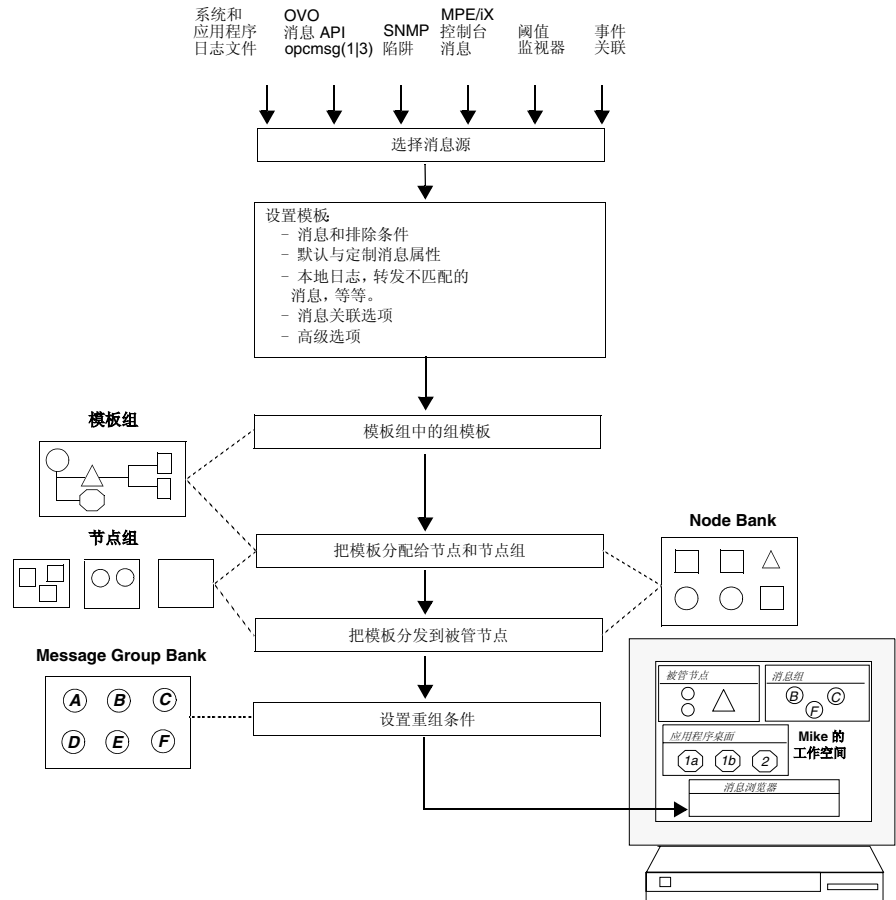 系统和
应用程序
日志文件
OVO
消息 API
opcmsg(1|3)
SNMP
陷阱
MPE/iX
控制台
消息
阈值
监视器
事件
关联
选择消息源
设置模板:
– 消息和排除条件
– 默认与定制消息属性
– 本地日志，转发不匹配的
消息，等等。
– 消息关联选项
– 高级选项
模板组
模板组中的组模板
节点组
把模板分配给节点和节点组
Node Bank
把模板分发到被管节点
Message Group Bank
A B C
D E F
设置重组条件
被管节点
消息组
B C
F
应用程序桌面
1a 1b 2
Mike 的
工作空间
消息浏览器